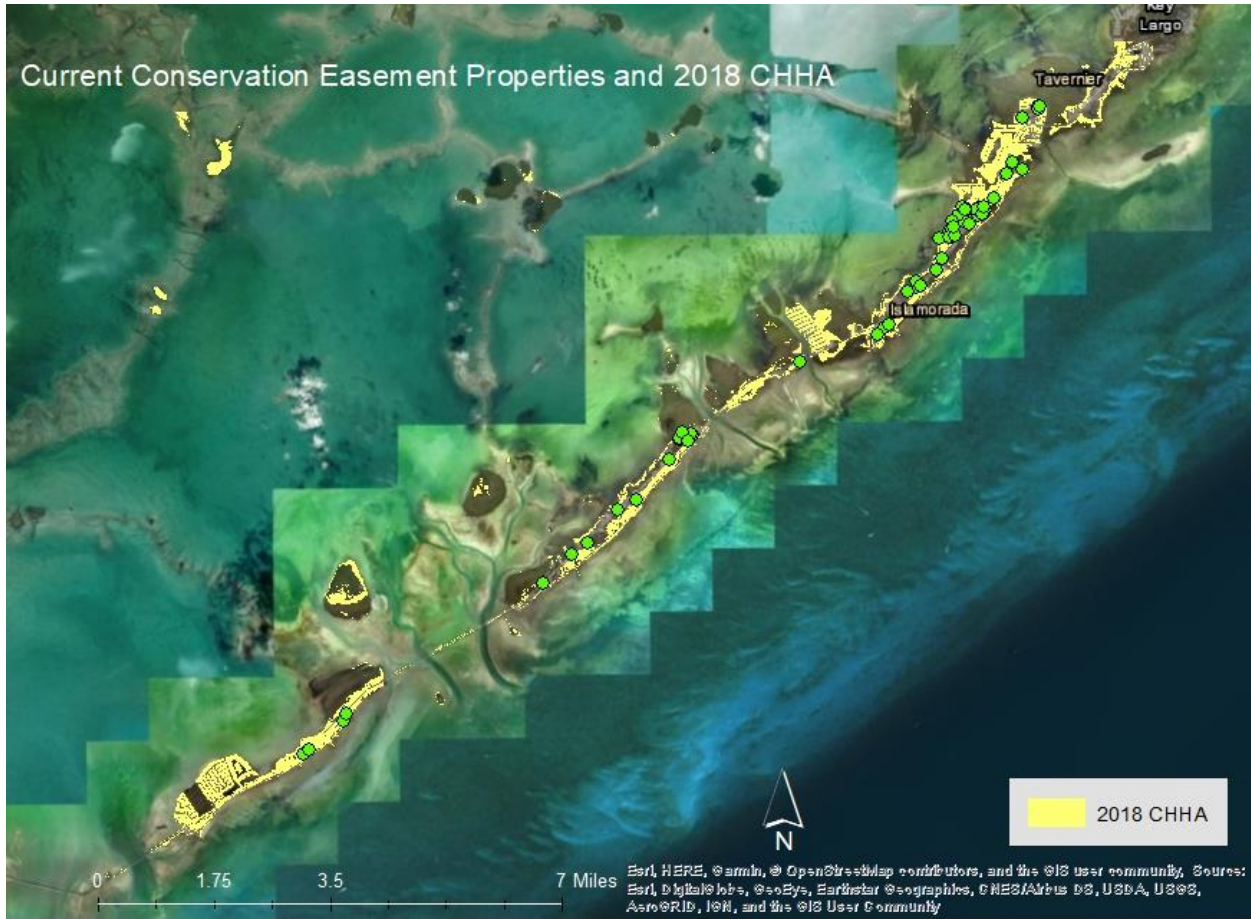 Key
Largo
Current Conservation Easement Properties and 2018 CHHA
Tavernier
Islamorada
N
2018 CHHA
0 1.75 3.5 7 Miles
Esri, HERE, Garmin, © OpenStreetMap contributors, and the GIS user community, Source:
Esri, DigitalGlobe, GeoEye, Earthstar Geographics, CNES/Airbus DS, USDA, USGS,
AeroGRID, IGN, and the GIS User Community